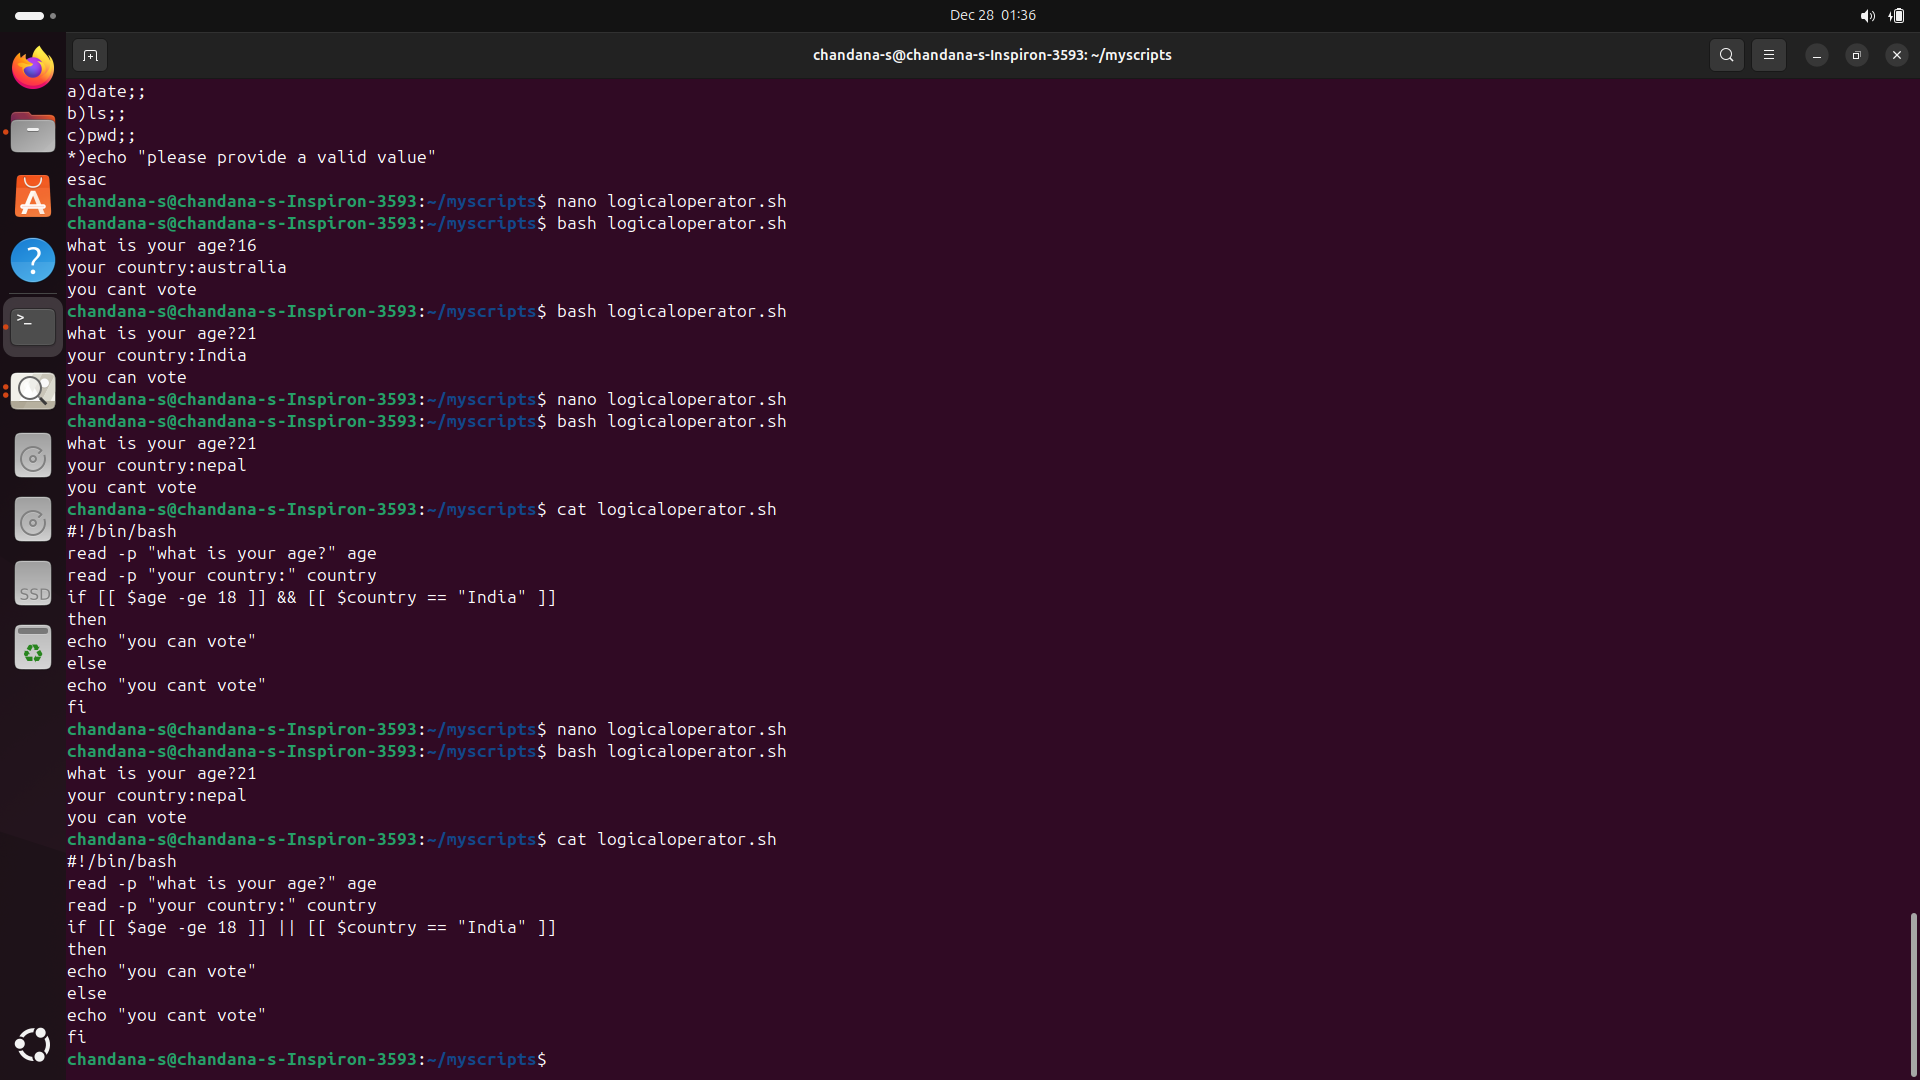 Dec 28 01:36
chandana-s@chandana-s-Inspiron-3593: ~/myscripts
a)date;;
b)ls;;
c)pwd;;
*)echo "please provide a valid value"
esac
chandana-s@chandana-s-Inspiron-3593:~/myscripts$ nano logicaloperator.sh
chandana-s@chandana-s-Inspiron-3593:~/myscripts$ bash logicaloperator.sh
what is your age?16
your country:australia
you cant vote
chandana-s@chandana-s-Inspiron-3593:~/myscripts$ bash logicaloperator.sh
what is your age?21
your country:India
you can vote
chandana-s@chandana-s-Inspiron-3593:~/myscripts$ nano logicaloperator.sh
chandana-s@chandana-s-Inspiron-3593:~/myscripts$ bash logicaloperator.sh
what is your age?21
your country:nepal
you cant vote
chandana-s@chandana-s-Inspiron-3593:~/myscripts$ cat logicaloperator.sh
#!/bin/bash
read -p "what is your age?" age
read -p "your country:" country
if [[ $age -ge 18 ]] && [[ $country == "India" ]]
then
echo "you can vote"
else
echo "you cant vote"
fi
chandana-s@chandana-s-Inspiron-3593:~/myscripts$ nano logicaloperator.sh
chandana-s@chandana-s-Inspiron-3593:~/myscripts$ bash logicaloperator.sh
what is your age?21
your country:nepal
you can vote
chandana-s@chandana-s-Inspiron-3593:~/myscripts$ cat logicaloperator.sh
#!/bin/bash
read -p "what is your age?" age
read -p "your country:" country
if [[ $age -ge 18 ]] || [[ $country == "India" ]]
then
echo "you can vote"
else
echo "you cant vote"
fi
chandana-s@chandana-s-Inspiron-3593:~/myscripts$
>_
SSD